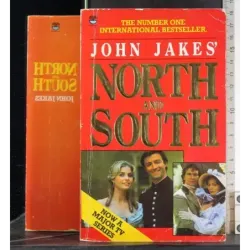 THE NUMBER ONE
INTERNATIONAL BESTSELLER.
JOHN JAKES'
NORTH
AND
SOUTH
NOW A
MAJOR TV
SERIES
NORTH
SOUTH
JOHN JAKES